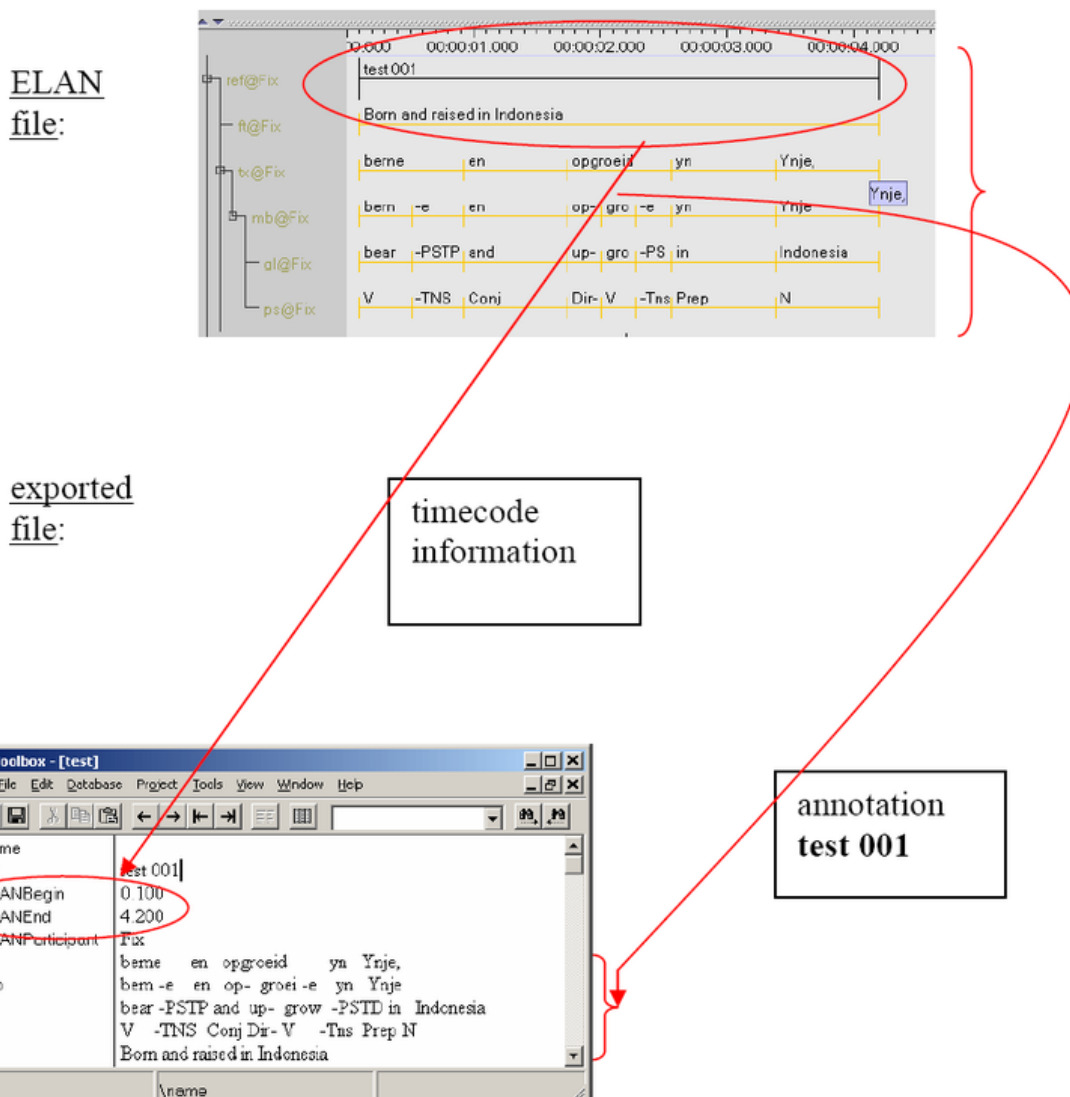 00.000 00:00:01.000 00:00:02.000 00:00:03.000 00:00:04.000
ELAN
file:
ref@Fix test 001
ft@Fix Born and raised in Indonesia
tx@Fix berne en opgroeid yn Ynje,
Ynje,
mb@Fix bern -e en op- gro -e yn Ynje
gl@Fix bear -PSTP and up- gro -PS in Indonesia
ps@Fix V -TNS Conj Dir- V -Tns Prep N
exported
file:
timecode
information
oolbox - [test]
File Edit Database Project Tools View Window Help
me
test 001
ANBegin 0.100
ANEnd 4.200
ANParticipant Fix
berne en opgroeid yn Ynje,
bern -e en op- groei -e yn Ynje
bear -PSTP and up- grow -PSTD in Indonesia
V -TNS Conj Dir- V -Tns Prep N
Born and raised in Indonesia
\name
annotation
test 001